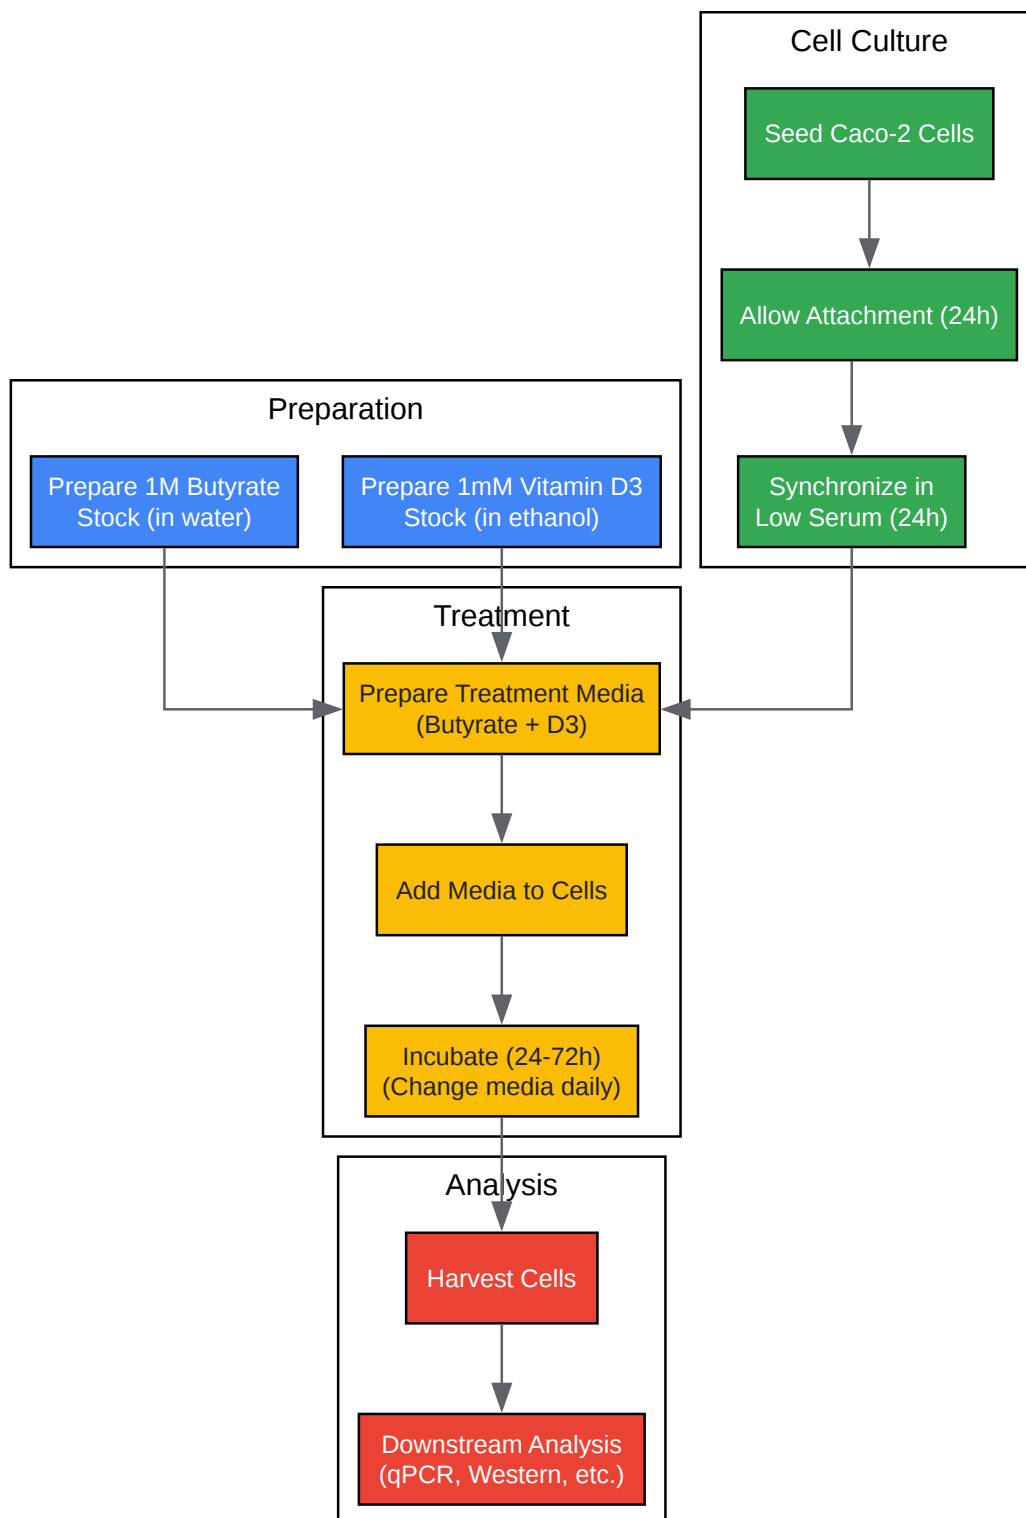 Cell Culture
Seed Caco-2 Cells
Allow Attachment (24h)
Synchronize in
Low Serum (24h)
Preparation
Prepare 1M Butyrate
Stock (in water)
Prepare 1mM Vitamin D3
Stock (in ethanol)
Treatment
Prepare Treatment Media
(Butyrate + D3)
Add Media to Cells
Incubate (24-72h)
(Change media daily)
Analysis
Harvest Cells
Downstream Analysis
(qPCR, Western, etc.)